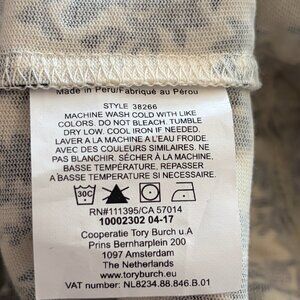 Made in Peru/Fabriqué au Pérou
STYLE 38266
MACHINE WASH COLD WITH LIKE
COLORS. DO NOT BLEACH. TUMBLE
DRY LOW. COOL IRON IF NEEDED.
LAVER A LA MACHINE A L'EAU FROIDE
AVEC DES COULEURS SIMILAIRES. NE
PAS BLANCHIR. SÉCHER À LA MACHINE.
BASSE TEMPÉRATURE, REPASSER
A BASSE TEMPERATURE SI NECESSAIRE.
30C
RN#111395/CA 57014
10002302 04-17
Cooperatie Tory Burch u.A
Prins Bernharplein 200
1097 Amsterdam
The Netherlands
www.toryburch.eu
VAT no: NL8234.88.846.B.01